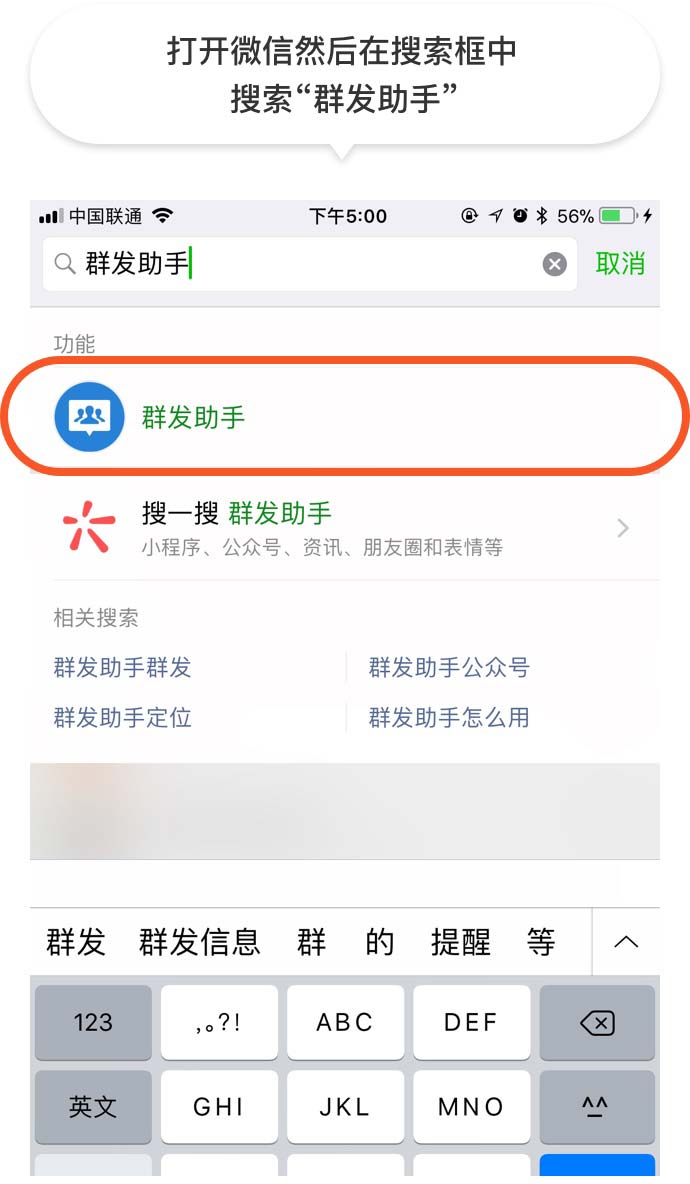 打开微信然后在搜索框中
搜索“群发助手”
中国联通 下午5:00 56%
群发助手 取消
功能
群发助手
搜一搜 群发助手
小程序、公众号、资讯、朋友圈和表情等
相关搜索
群发助手群发 群发助手公众号
群发助手定位 群发助手怎么用
群发 群发信息 群 的 提醒 等
123 ,。?! ABC DEF
英文 GHI JKL MNO ^^